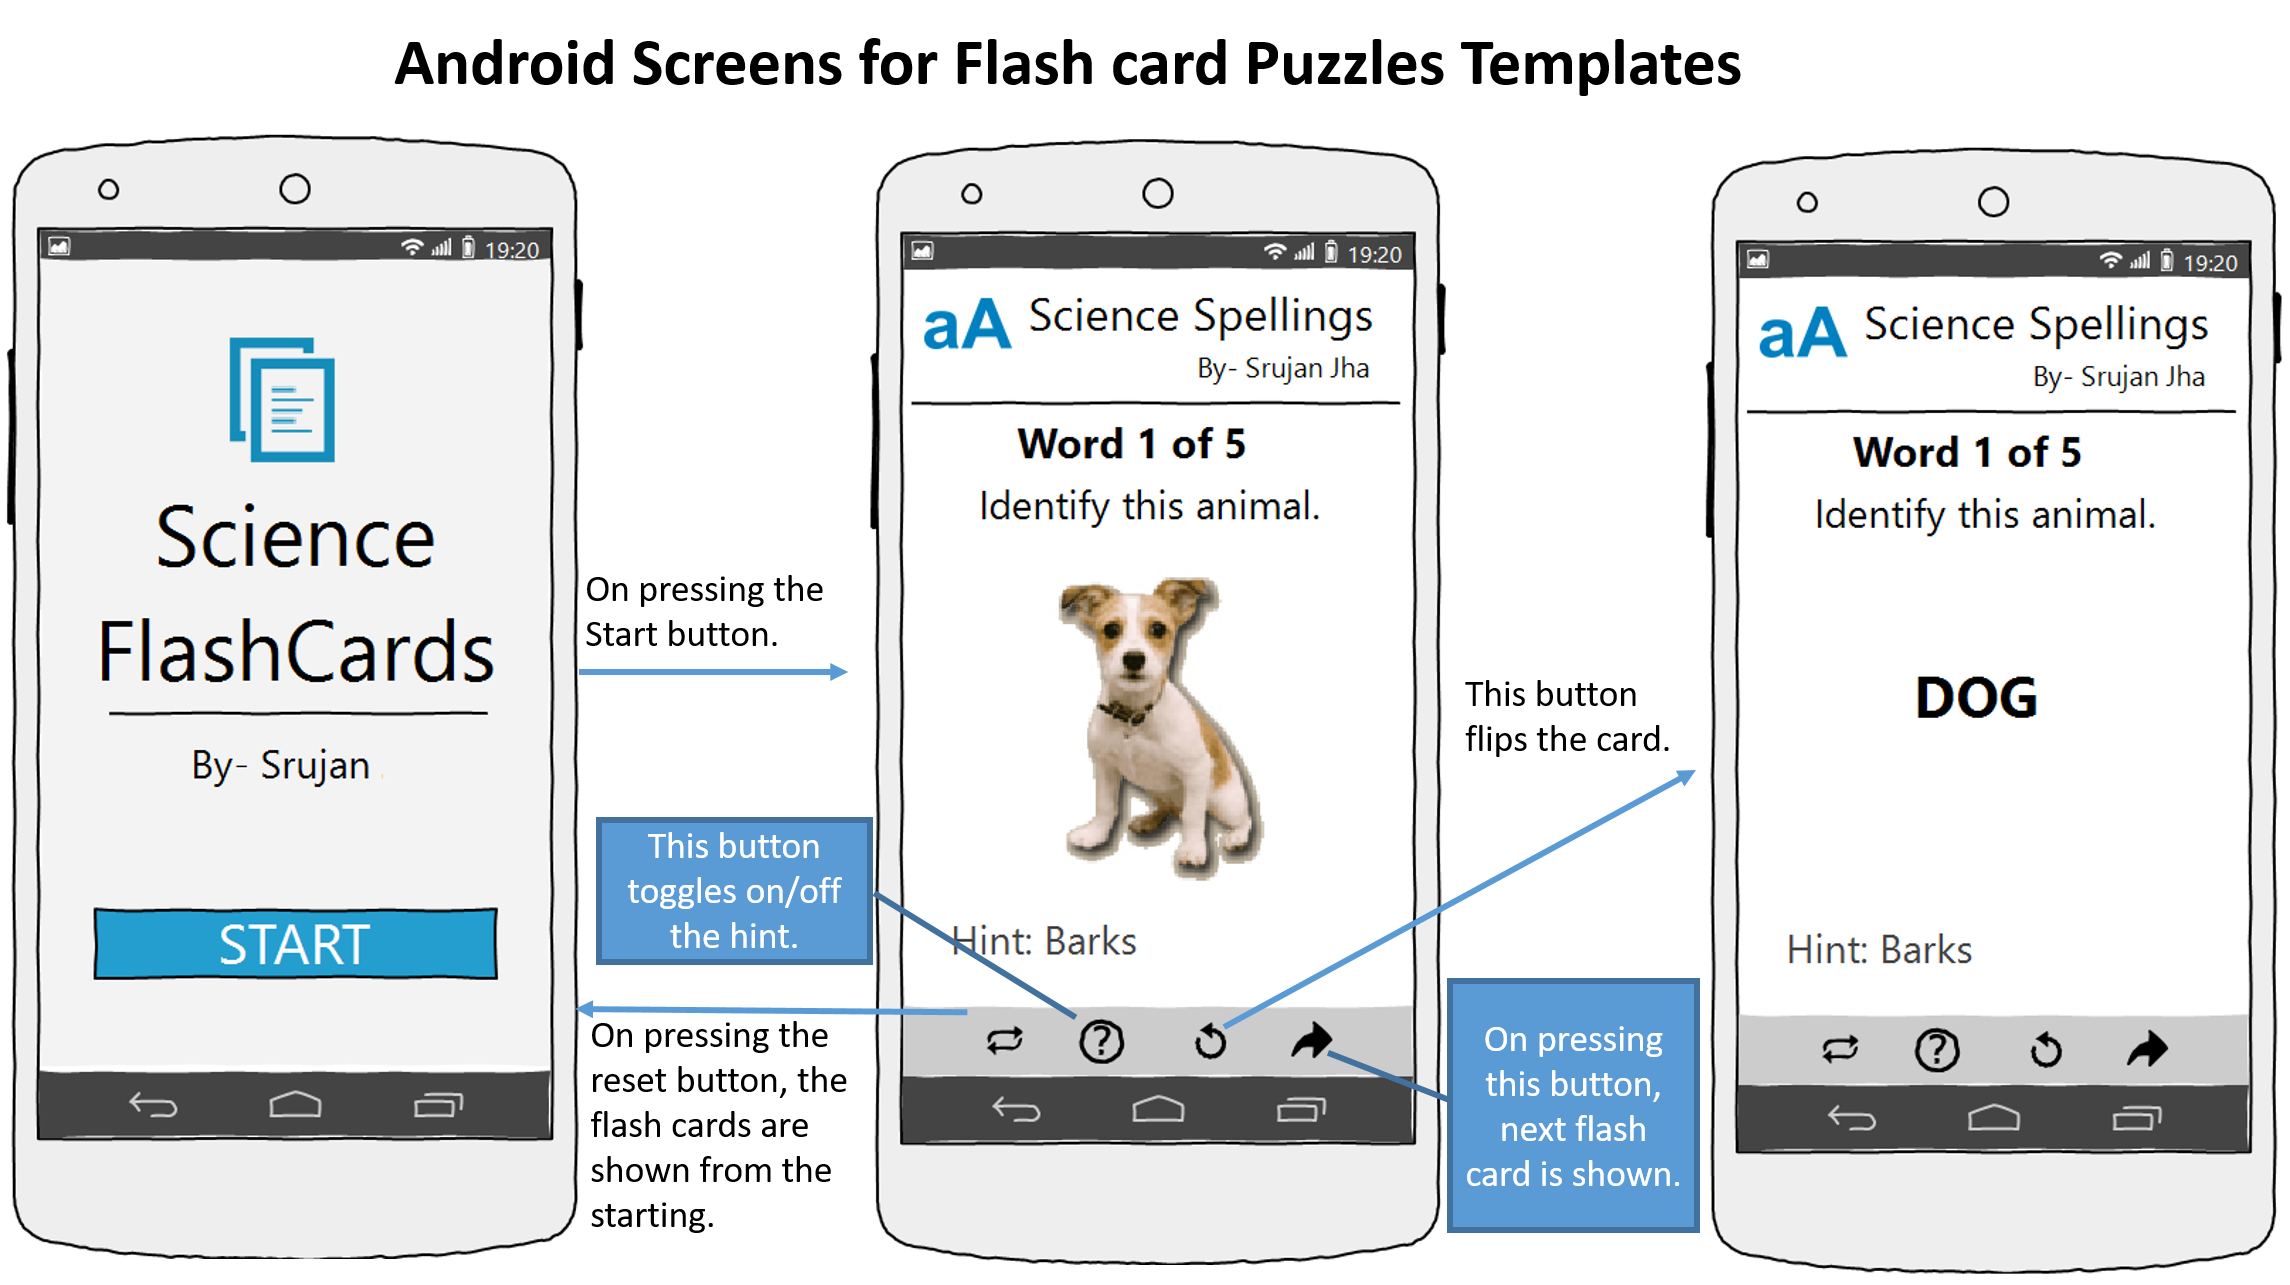 Android Screens for Flash card Puzzles Templates
19:20
Science
FlashCards
By- Srujan
START
On pressing the
Start button.
This button
toggles on/off
the hint.
On pressing the
reset button, the
flash cards are
shown from the
starting.
19:20
aA Science Spellings
By- Srujan Jha
Word 1 of 5
Identify this animal.
Hint: Barks
?
This button
flips the card.
On pressing
this button,
next flash
card is shown.
19:20
aA Science Spellings
By- Srujan Jha
Word 1 of 5
Identify this animal.
DOG
Hint: Barks
?